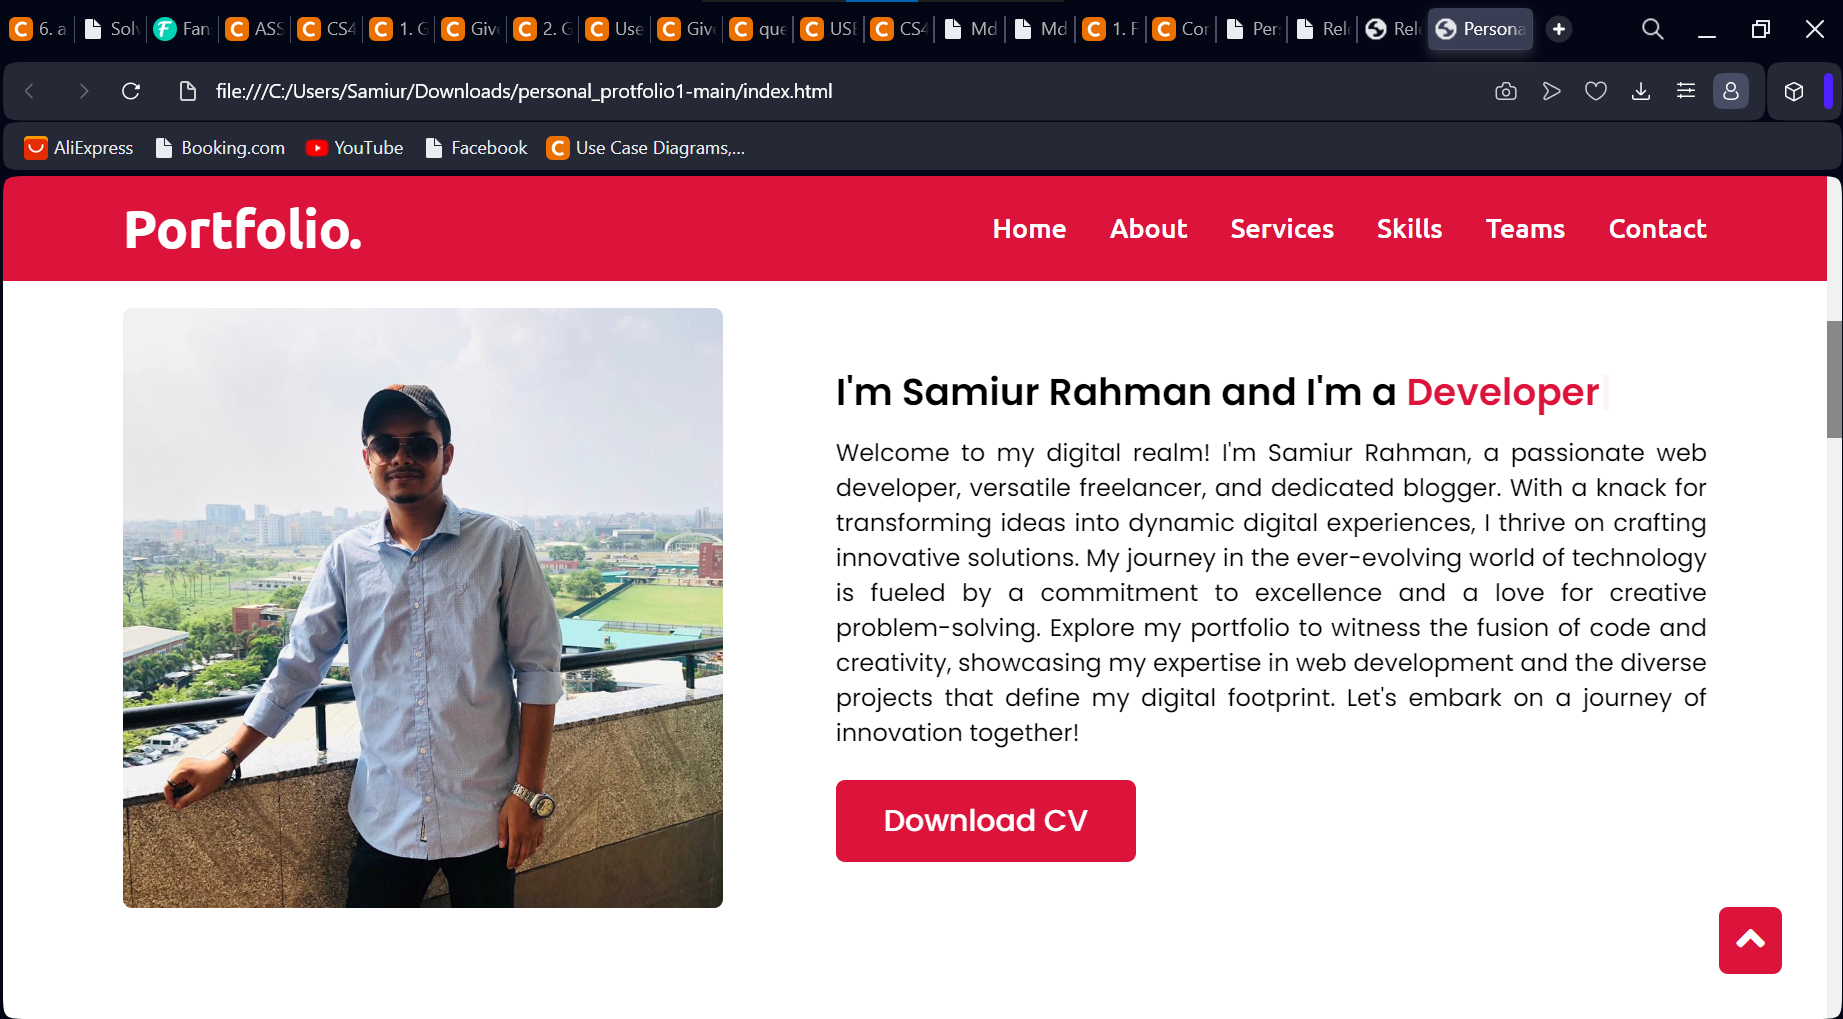 6. a
Solv
Fan
ASS
CS4
1. G
Give
2. G
Use
Give
que
USE
CS4
Md
Md
1. F
Cor
Per
Rele
Rele
Persona
file:///C:/Users/Samiur/Downloads/personal_protfolio1-main/index.html
AliExpress Booking.com YouTube Facebook Use Case Diagrams,...
Portfolio. Home About Services Skills Teams Contact
I'm Samiur Rahman and I'm a Developer
Welcome to my digital realm! I'm Samiur Rahman, a passionate web
developer, versatile freelancer, and dedicated blogger. With a knack for
transforming ideas into dynamic digital experiences, I thrive on crafting
innovative solutions. My journey in the ever-evolving world of technology
is fueled by a commitment to excellence and a love for creative
problem-solving. Explore my portfolio to witness the fusion of code and
creativity, showcasing my expertise in web development and the diverse
projects that define my digital footprint. Let's embark on a journey of
innovation together!
Download CV